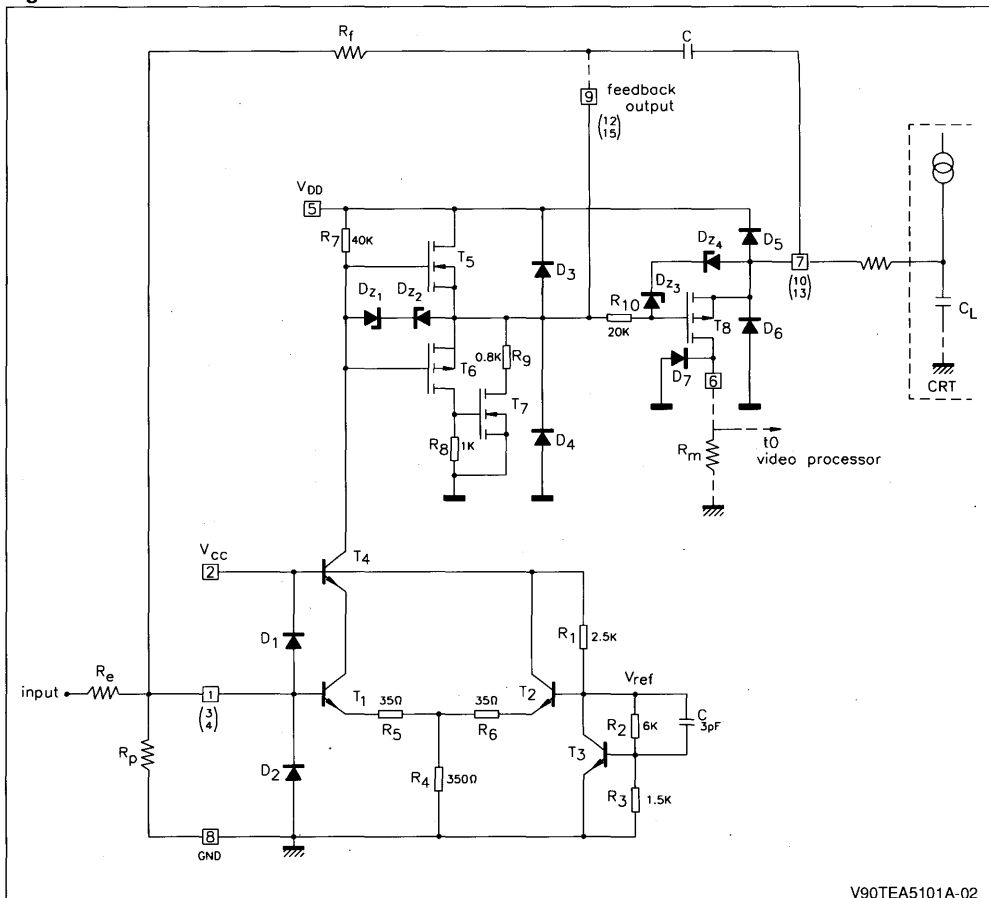 Rf
C
9
feedback
output
(12
15)
VDD
5
R7
40K
T5
DZ1
DZ2
D3
DZ4
D5
7
(10
13)
DZ3
R10
20K
T8
D6
CL
CRT
T6
0.8K
R9
T7
D7
6
R8
1K
D4
Rm
to
video processor
VCC
2
T4
D1
R1
2.5K
input
Re
1
(3
4)
T1
35Ω
R5
35Ω
R6
T2
Vref
R2
6K
C
3pF
T3
Rp
D2
R4
350Ω
R3
1.5K
8
GND
V90TEA5101A-02